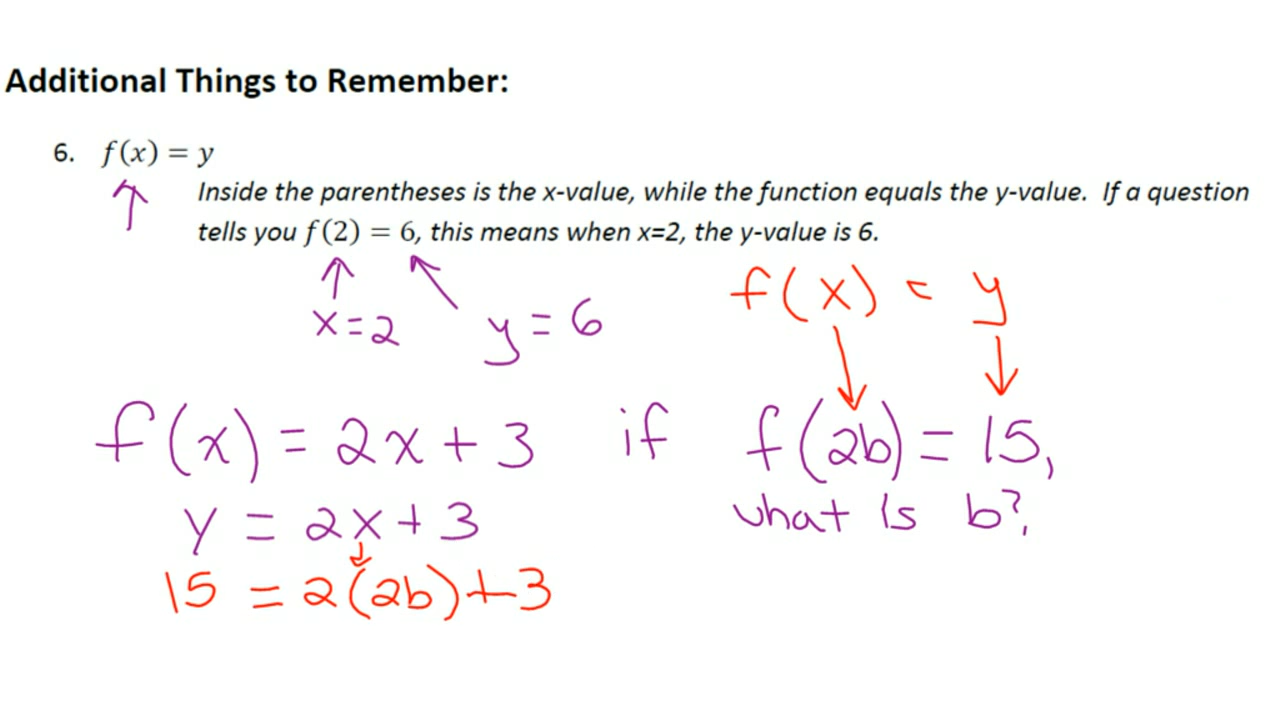 Additional Things to Remember:
6. f(x) = y
Inside the parentheses is the x-value, while the function equals the y-value. If a question
tells you f(2) = 6, this means when x=2, the y-value is 6.
f(x) = y
x=2 y=6
f(x) = 2x+3 if f(2b) = 15,
y = 2x+3 what is b?,
15 = 2(2b)+3